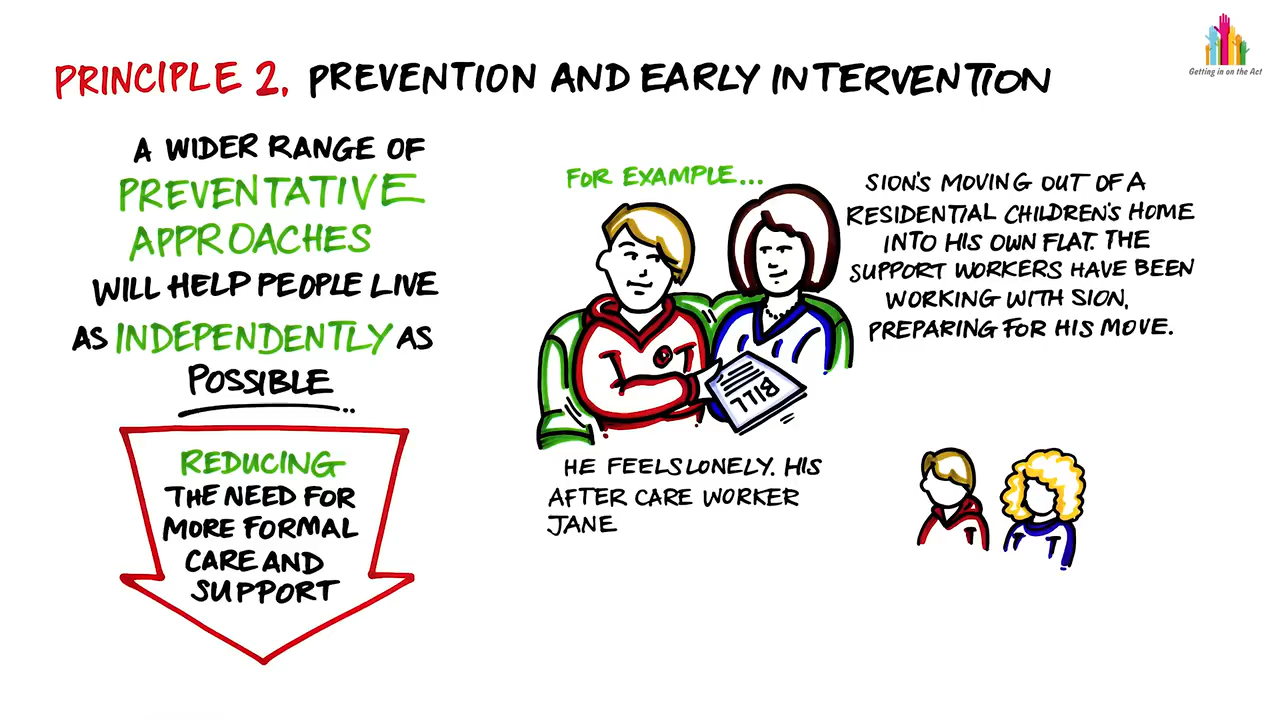 PRINCIPLE 2. PREVENTION AND EARLY INTERVENTION
Getting in on the Act
A WIDER RANGE OF
PREVENTATIVE
APPROACHES
WILL HELP PEOPLE LIVE
AS INDEPENDENTLY AS
POSSIBLE
REDUCING
THE NEED FOR
MORE FORMAL
CARE AND
SUPPORT
FOR EXAMPLE...
SION'S MOVING OUT OF A
RESIDENTIAL CHILDREN'S HOME
INTO HIS OWN FLAT. THE
SUPPORT WORKERS HAVE BEEN
WORKING WITH SION,
PREPARING FOR HIS MOVE.
BILL
HE FEELS LONELY. HIS
AFTER CARE WORKER
JANE